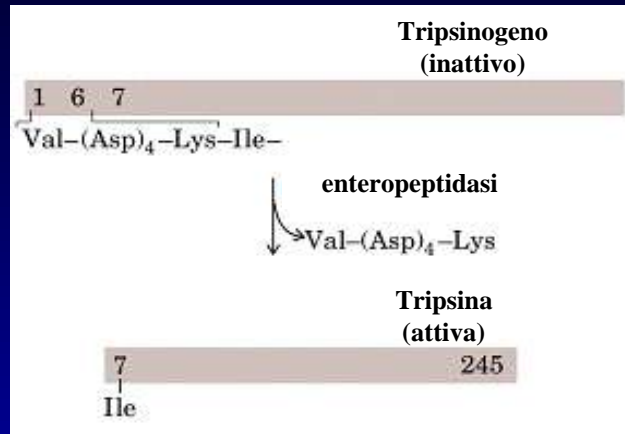 Tripsinogeno
(inattivo)
1 6 7
Val–(Asp)₄–Lys–Ile–
enteropeptidasi
Val–(Asp)₄–Lys
Tripsina
(attiva)
7 245
Ile